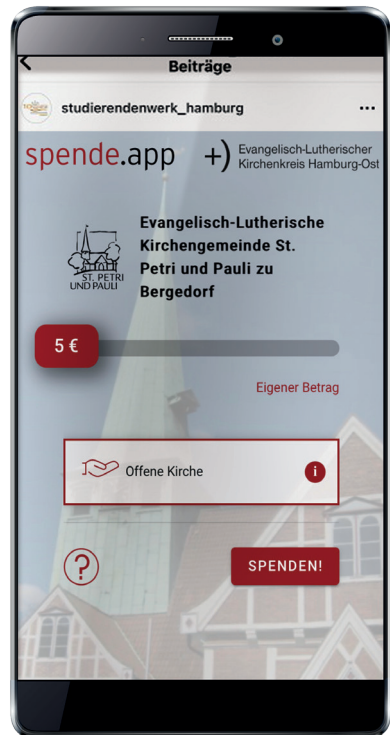 Beiträge
studierendenwerk_hamburg
spende.app
+) Evangelisch-Lutherischer
Kirchenkreis Hamburg-Ost
ST. PETRI
UND PAULI
Evangelisch-Lutherische
Kirchengemeinde St.
Petri und Pauli zu
Bergedorf
5 €
Eigener Betrag
Offene Kirche
i
?
SPENDEN!